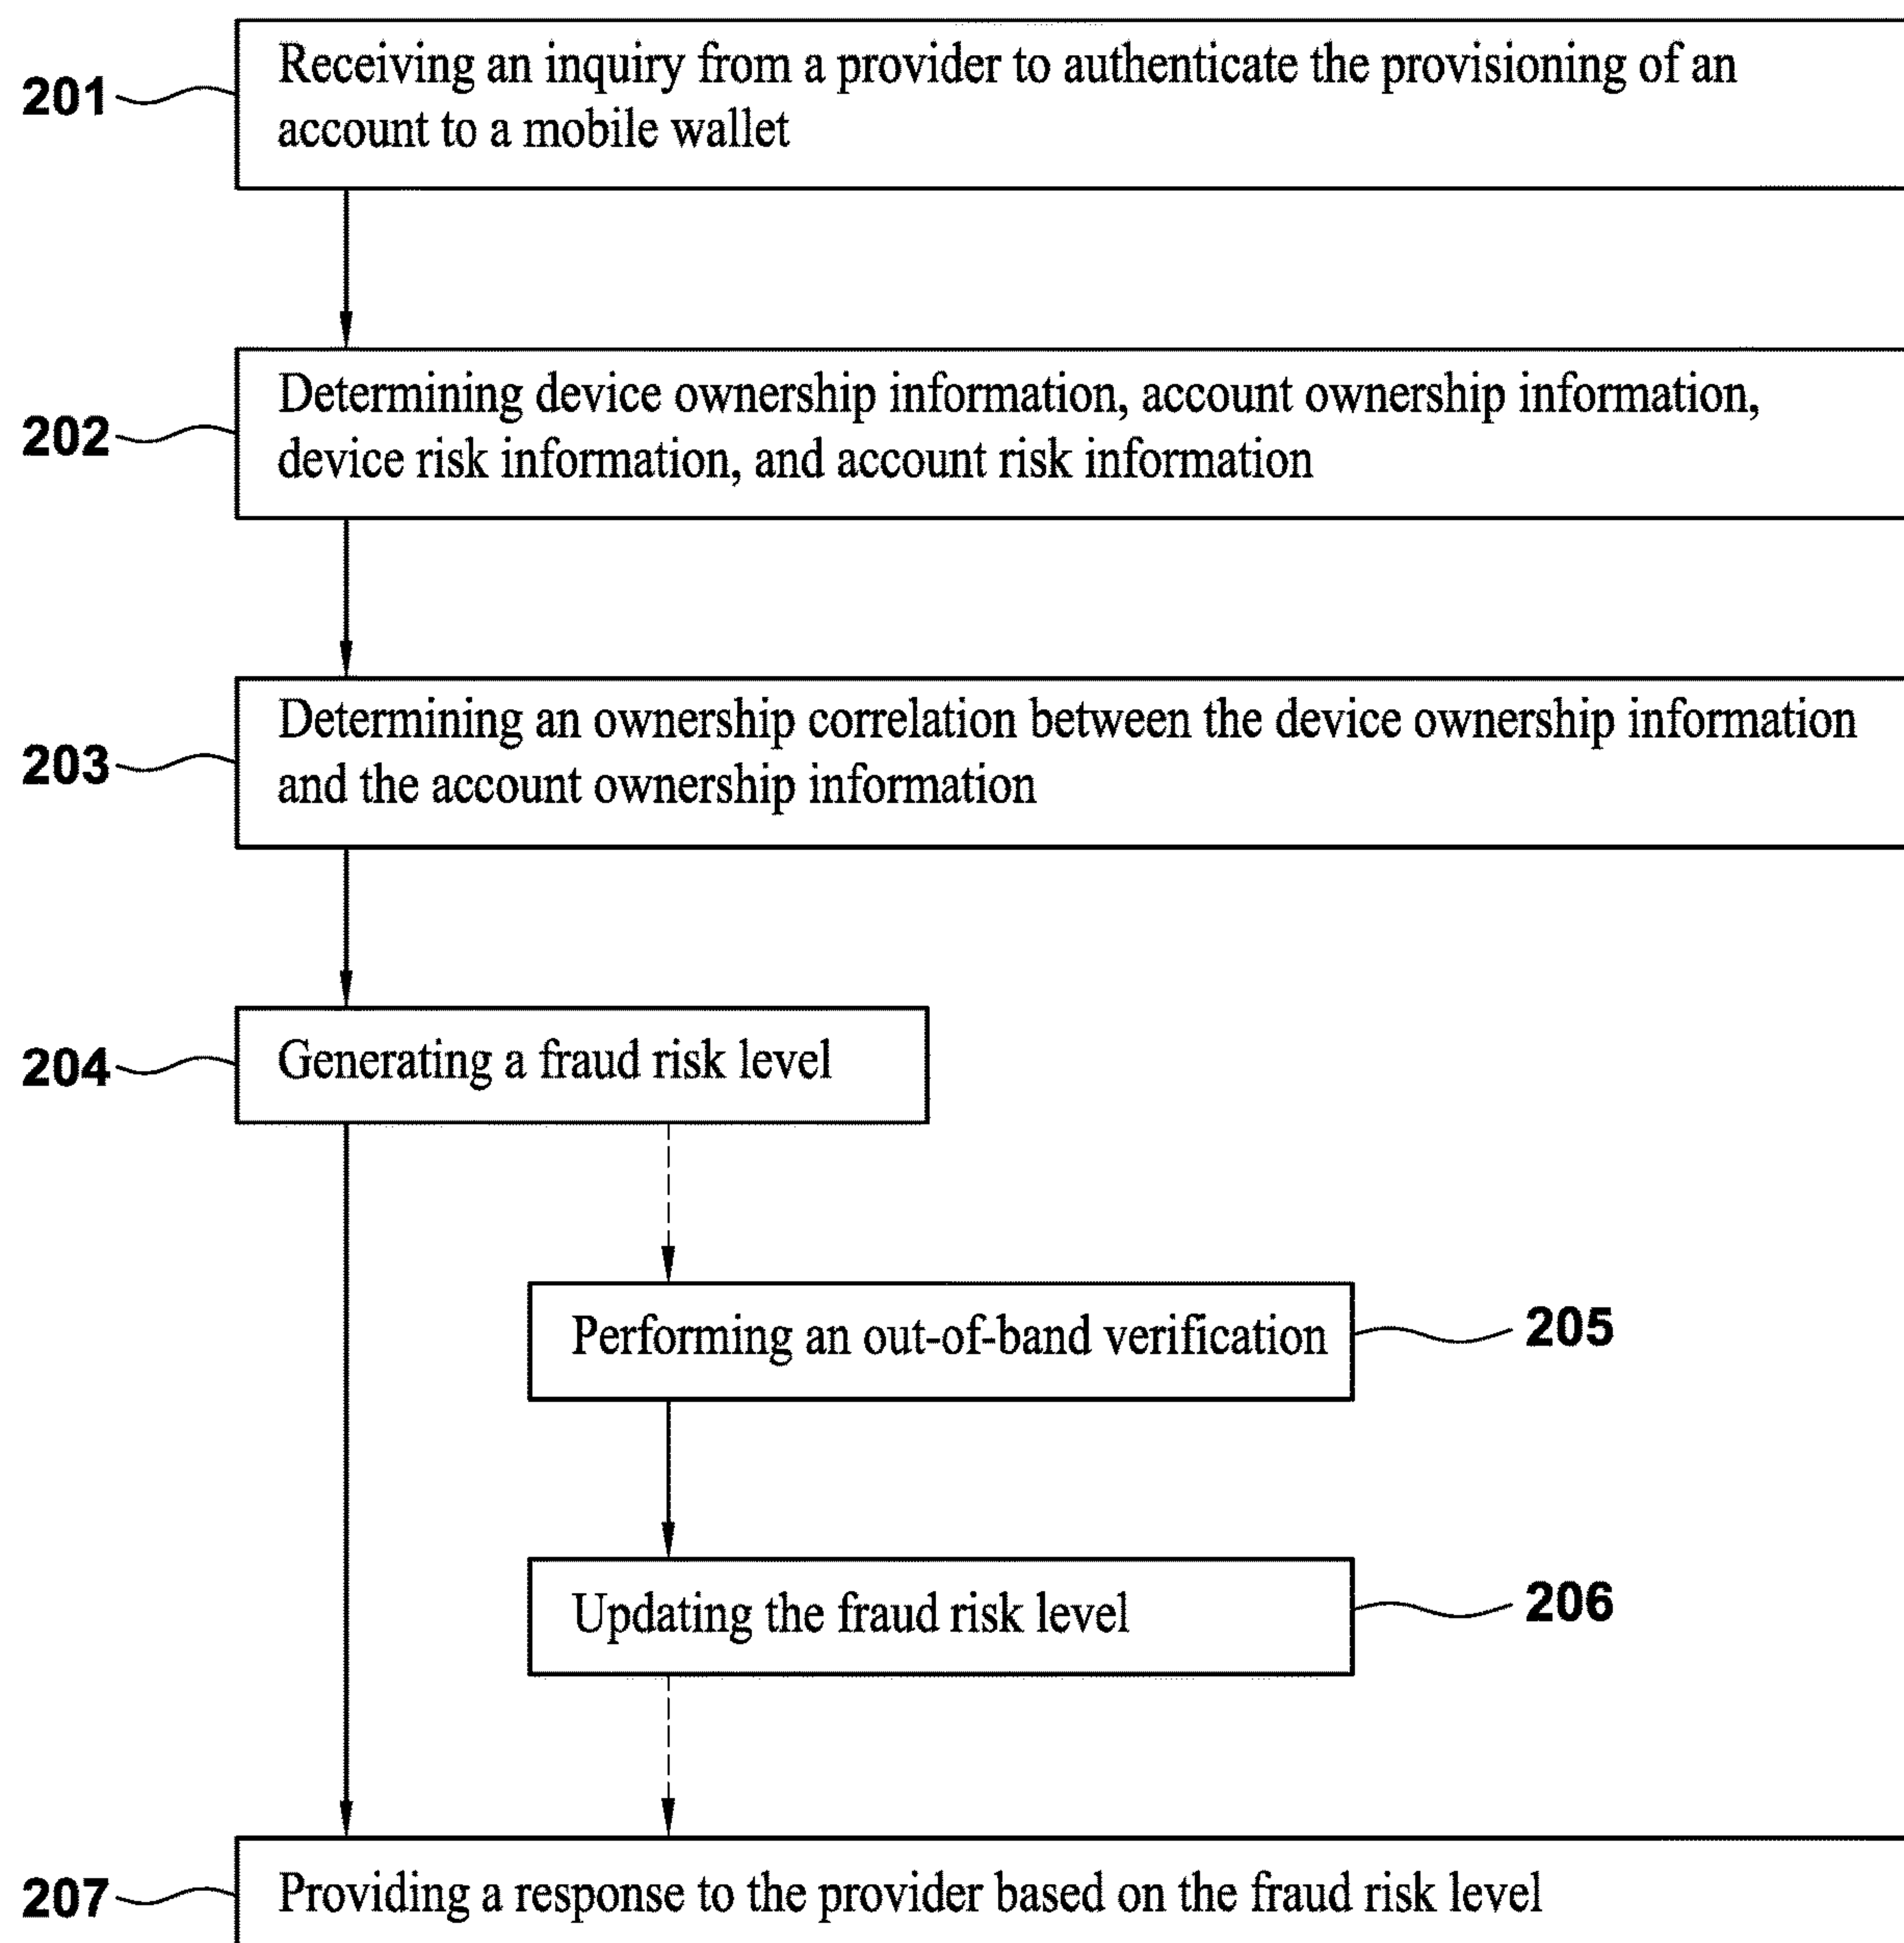 201
Receiving an inquiry from a provider to authenticate the provisioning of an
account to a mobile wallet
202
Determining device ownership information, account ownership information,
device risk information, and account risk information
203
Determining an ownership correlation between the device ownership information
and the account ownership information
204
Generating a fraud risk level
Performing an out-of-band verification
205
Updating the fraud risk level
206
207
Providing a response to the provider based on the fraud risk level